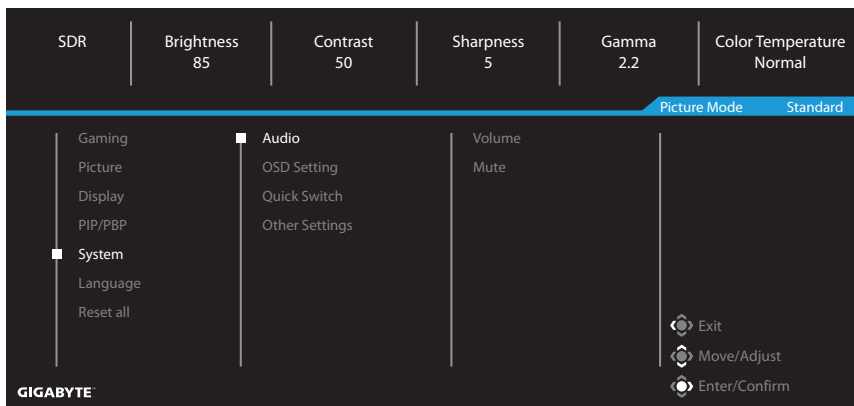 SDR Brightness Contrast Sharpness Gamma Color Temperature
85 50 5 2.2 Normal
Picture Mode Standard
Gaming Audio Volume
Picture OSD Setting Mute
Display Quick Switch
PIP/PBP Other Settings
System
Language
Reset all
Exit
Move/Adjust
GIGABYTE™ Enter/Confirm